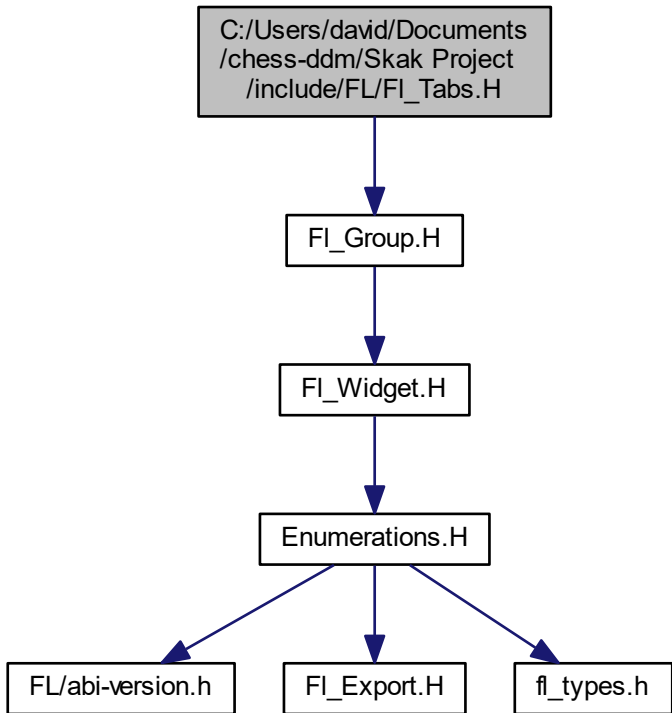 C:/Users/david/Documents
/chess-ddm/Skak Project
/include/FL/Fl_Tabs.H
Fl_Group.H
Fl_Widget.H
Enumerations.H
FL/abi-version.h
Fl_Export.H
fl_types.h